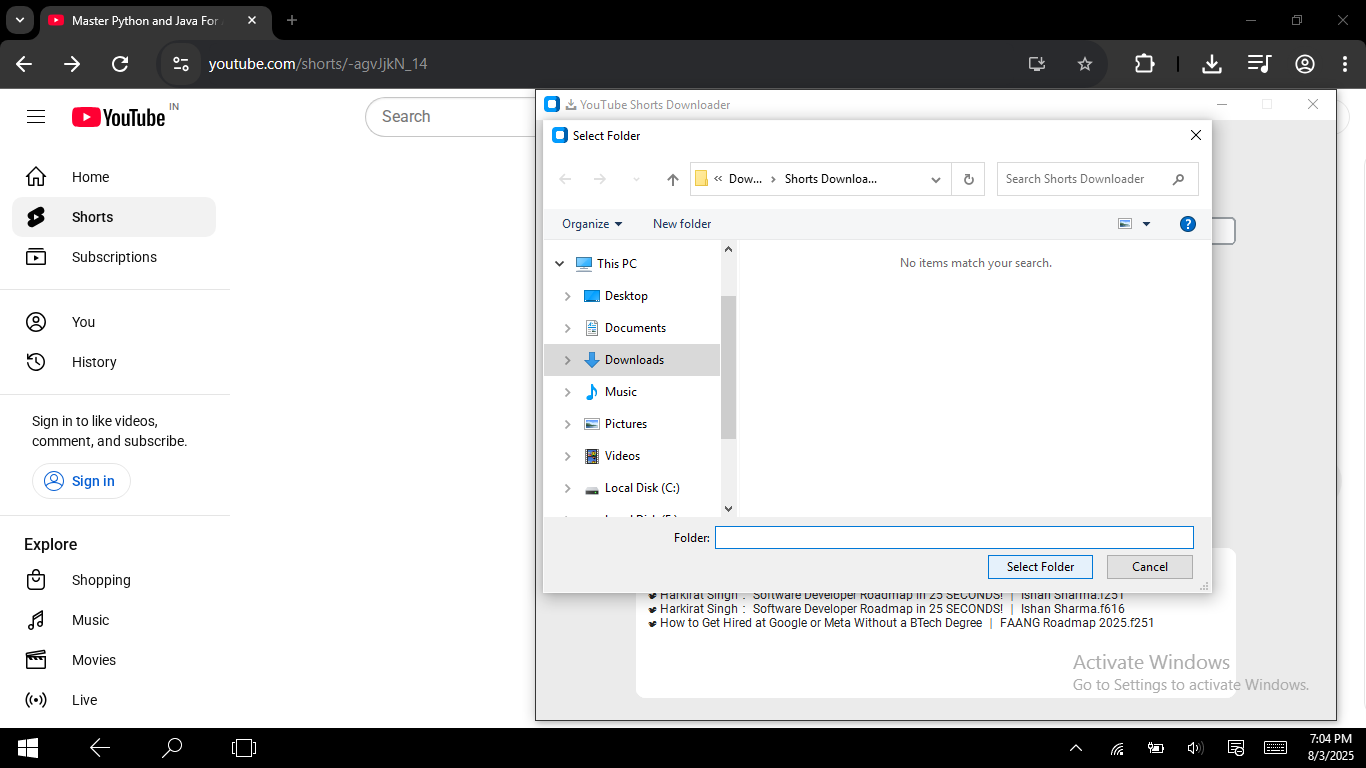 Master Python and Java For
youtube.com/shorts/-agvJjkN_14
YouTube IN
Search
Home
Shorts
Subscriptions
You
History
Sign in to like videos,
comment, and subscribe.
Sign in
Explore
Shopping
Music
Movies
Live
YouTube Shorts Downloader
Select Folder
« Dow... › Shorts Downloa...
Search Shorts Downloader
Organize
New folder
This PC
Desktop
Documents
Downloads
Music
Pictures
Videos
Local Disk (C:)
No items match your search.
Folder:
Select Folder
Cancel
Harkirat Singh : Software Developer Roadmap in 25 SECONDS! | Ishan Sharma.f251
Harkirat Singh : Software Developer Roadmap in 25 SECONDS! | Ishan Sharma.f616
How to Get Hired at Google or Meta Without a BTech Degree | FAANG Roadmap 2025.f251
Activate Windows
Go to Settings to activate Windows.
7:04 PM
8/3/2025